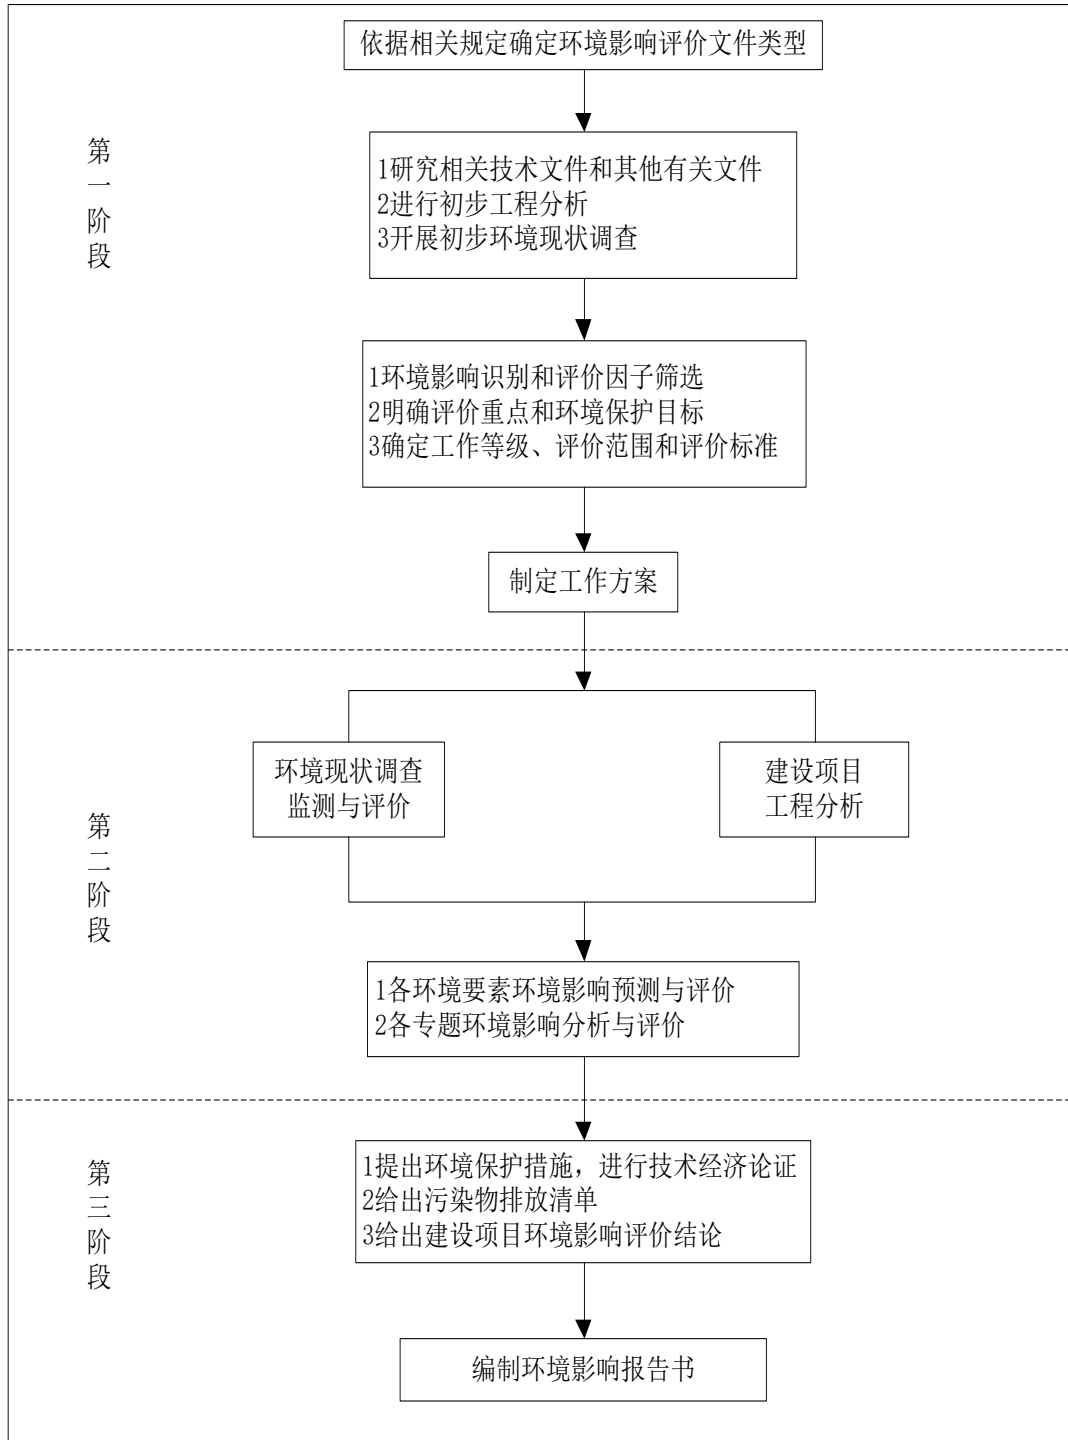 依据相关规定确定环境影响评价文件类型
第一阶段
1研究相关技术文件和其他有关文件
2进行初步工程分析
3开展初步环境现状调查
1环境影响识别和评价因子筛选
2明确评价重点和环境保护目标
3确定工作等级、评价范围和评价标准
制定工作方案
第二阶段
环境现状调查
监测与评价
建设项目
工程分析
1各环境要素环境影响预测与评价
2各专题环境影响分析与评价
第三阶段
1提出环境保护措施，进行技术经济论证
2给出污染物排放清单
3给出建设项目环境影响评价结论
编制环境影响报告书